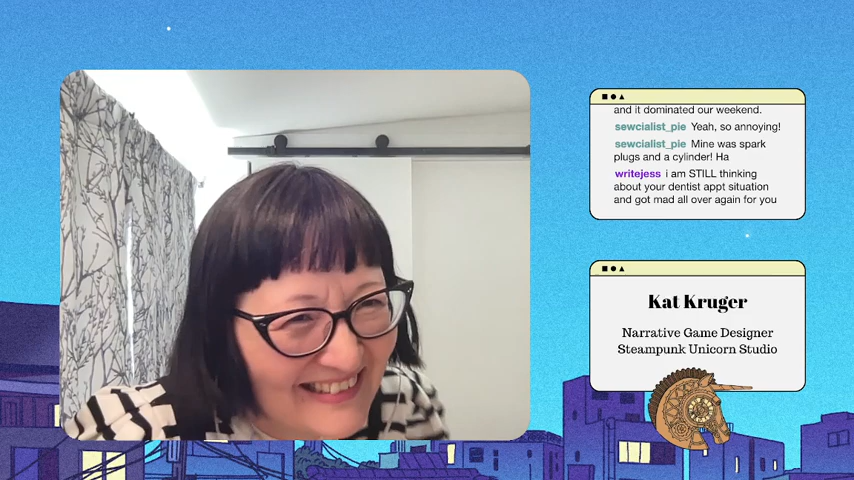 and it dominated our weekend.
sewcialist_pie Yeah, so annoying!
sewcialist_pie Mine was spark
plugs and a cylinder! Ha
writejess i am STILL thinking
about your dentist appt situation
and got mad all over again for you
Kat Kruger
Narrative Game Designer
Steampunk Unicorn Studio